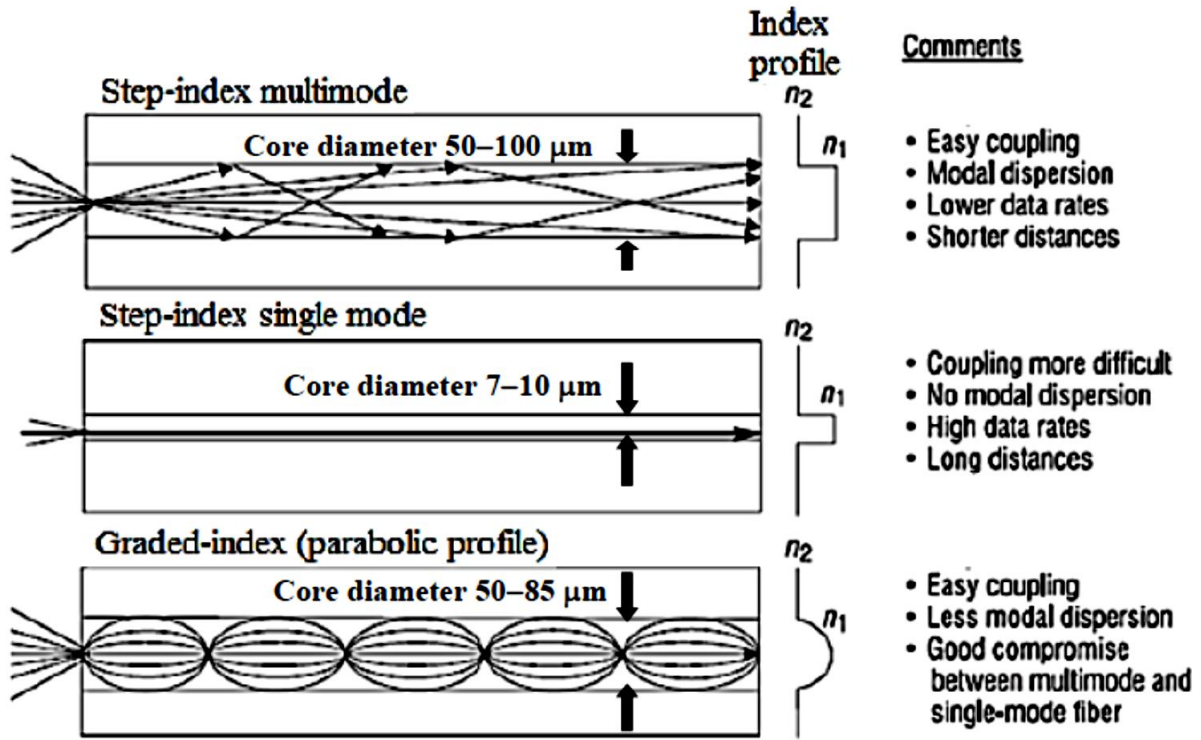 Index
profile
Comments
Step-index multimode
n2
Core diameter 50–100 μm
n1
• Easy coupling
• Modal dispersion
• Lower data rates
• Shorter distances
Step-index single mode
n2
Core diameter 7–10 μm
n1
• Coupling more difficult
• No modal dispersion
• High data rates
• Long distances
Graded-index (parabolic profile)
n2
Core diameter 50–85 μm
n1
• Easy coupling
• Less modal dispersion
• Good compromise
between multimode and
single-mode fiber